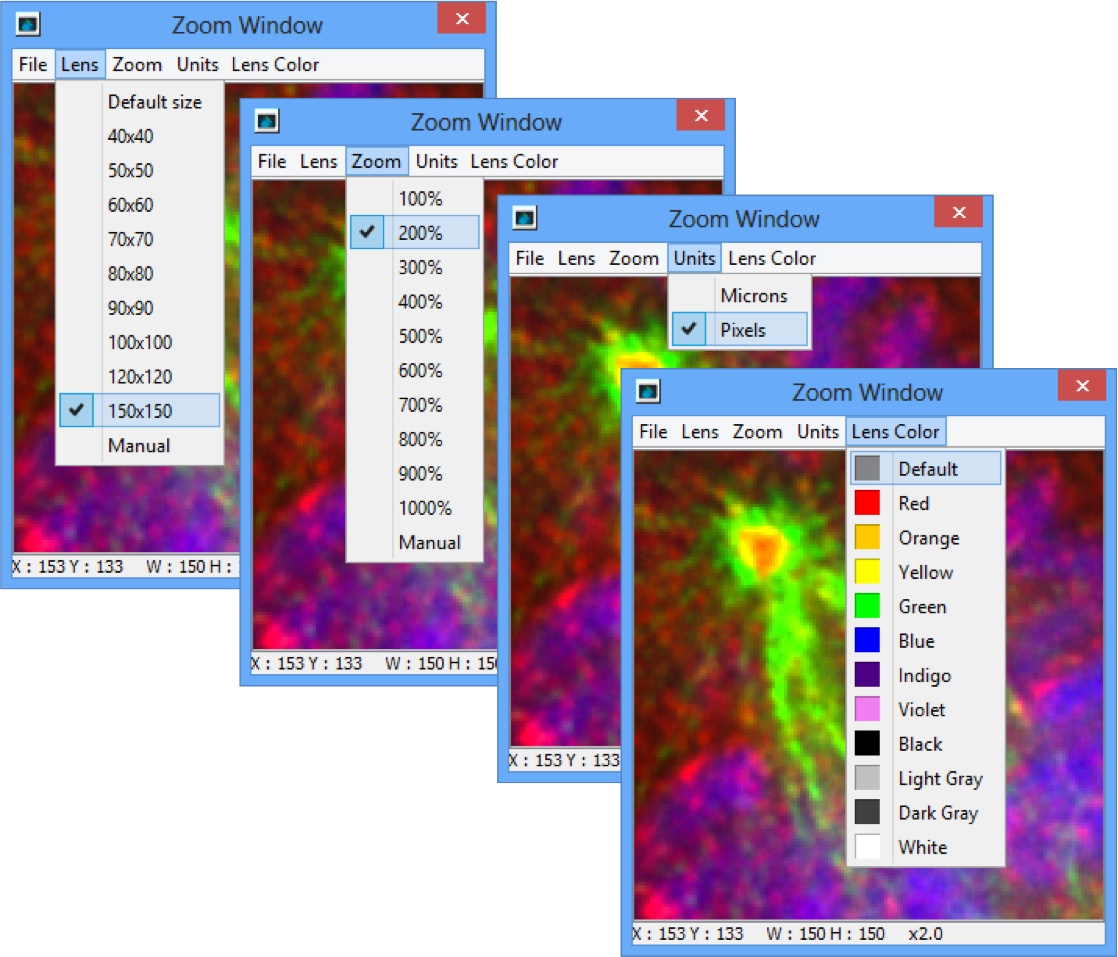 Zoom Window
File Lens Zoom Units Lens Color
Default size
40x40
50x50
60x60
70x70
80x80
90x90
100x100
120x120
150x150
Manual
X : 153 Y : 133 W : 150 H :
Zoom Window
File Lens Zoom Units Lens Color
100%
200%
300%
400%
500%
600%
700%
800%
900%
1000%
Manual
X : 153 Y : 133 W : 150 H : 150
Zoom Window
File Lens Zoom Units Lens Color
Microns
Pixels
X : 153 Y : 133
Zoom Window
File Lens Zoom Units Lens Color
Default
Red
Orange
Yellow
Green
Blue
Indigo
Violet
Black
Light Gray
Dark Gray
White
X : 153 Y : 133 W : 150 H : 150 x2.0